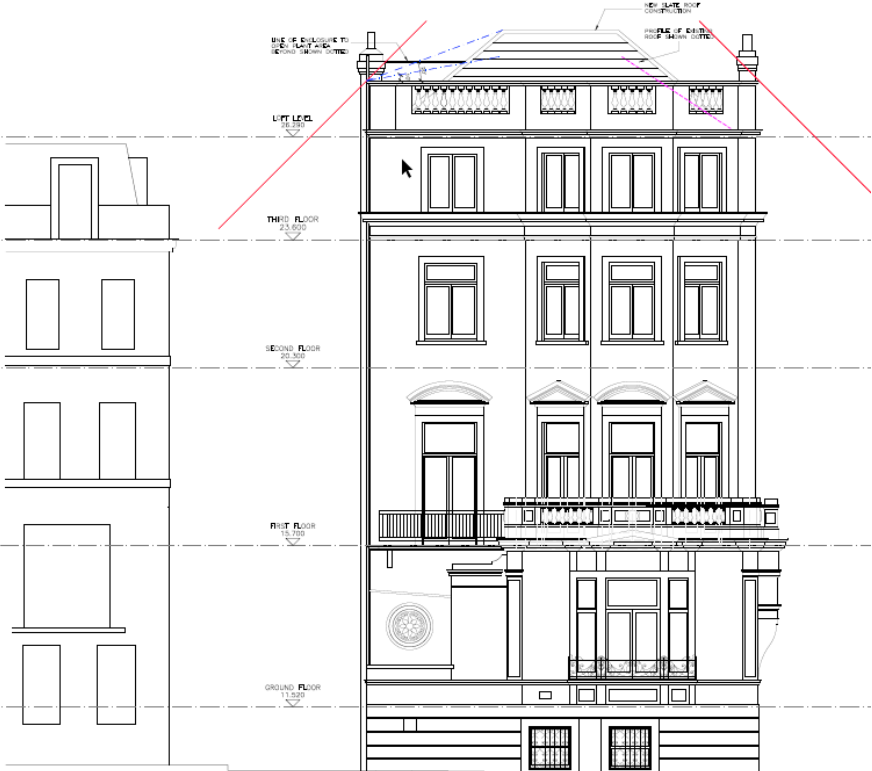 NEW SLATE ROOF
CONSTRUCTION
PROFILE OF EXISTING
ROOF SHOWN DOTTED
LINE OF ENCLOSURE TO
OPEN PLANT AREA
BEYOND SHOWN DOTTED
LOFT LEVEL
26.290
THIRD FLOOR
23.600
SECOND FLOOR
20.300
FIRST FLOOR
15.780
GROUND FLOOR
11.520